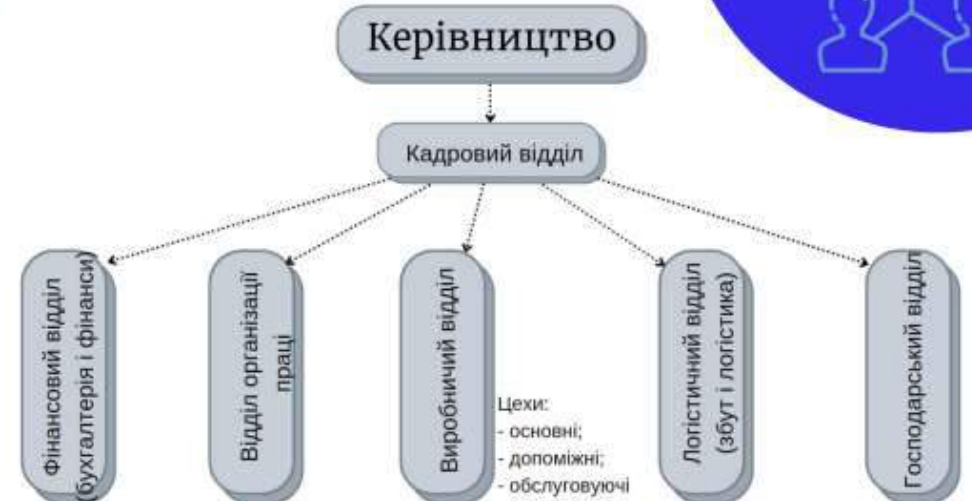 Керівництво
Кадровий відділ
Фінансовий відділ
(бухгалтерія і фінанси)
Відділ організації
праці
Виробничий відділ
Цехи:
- основні;
- допоміжні;
- обслуговуючі
Логістичний відділ
(збут і логістика)
Господарський відділ